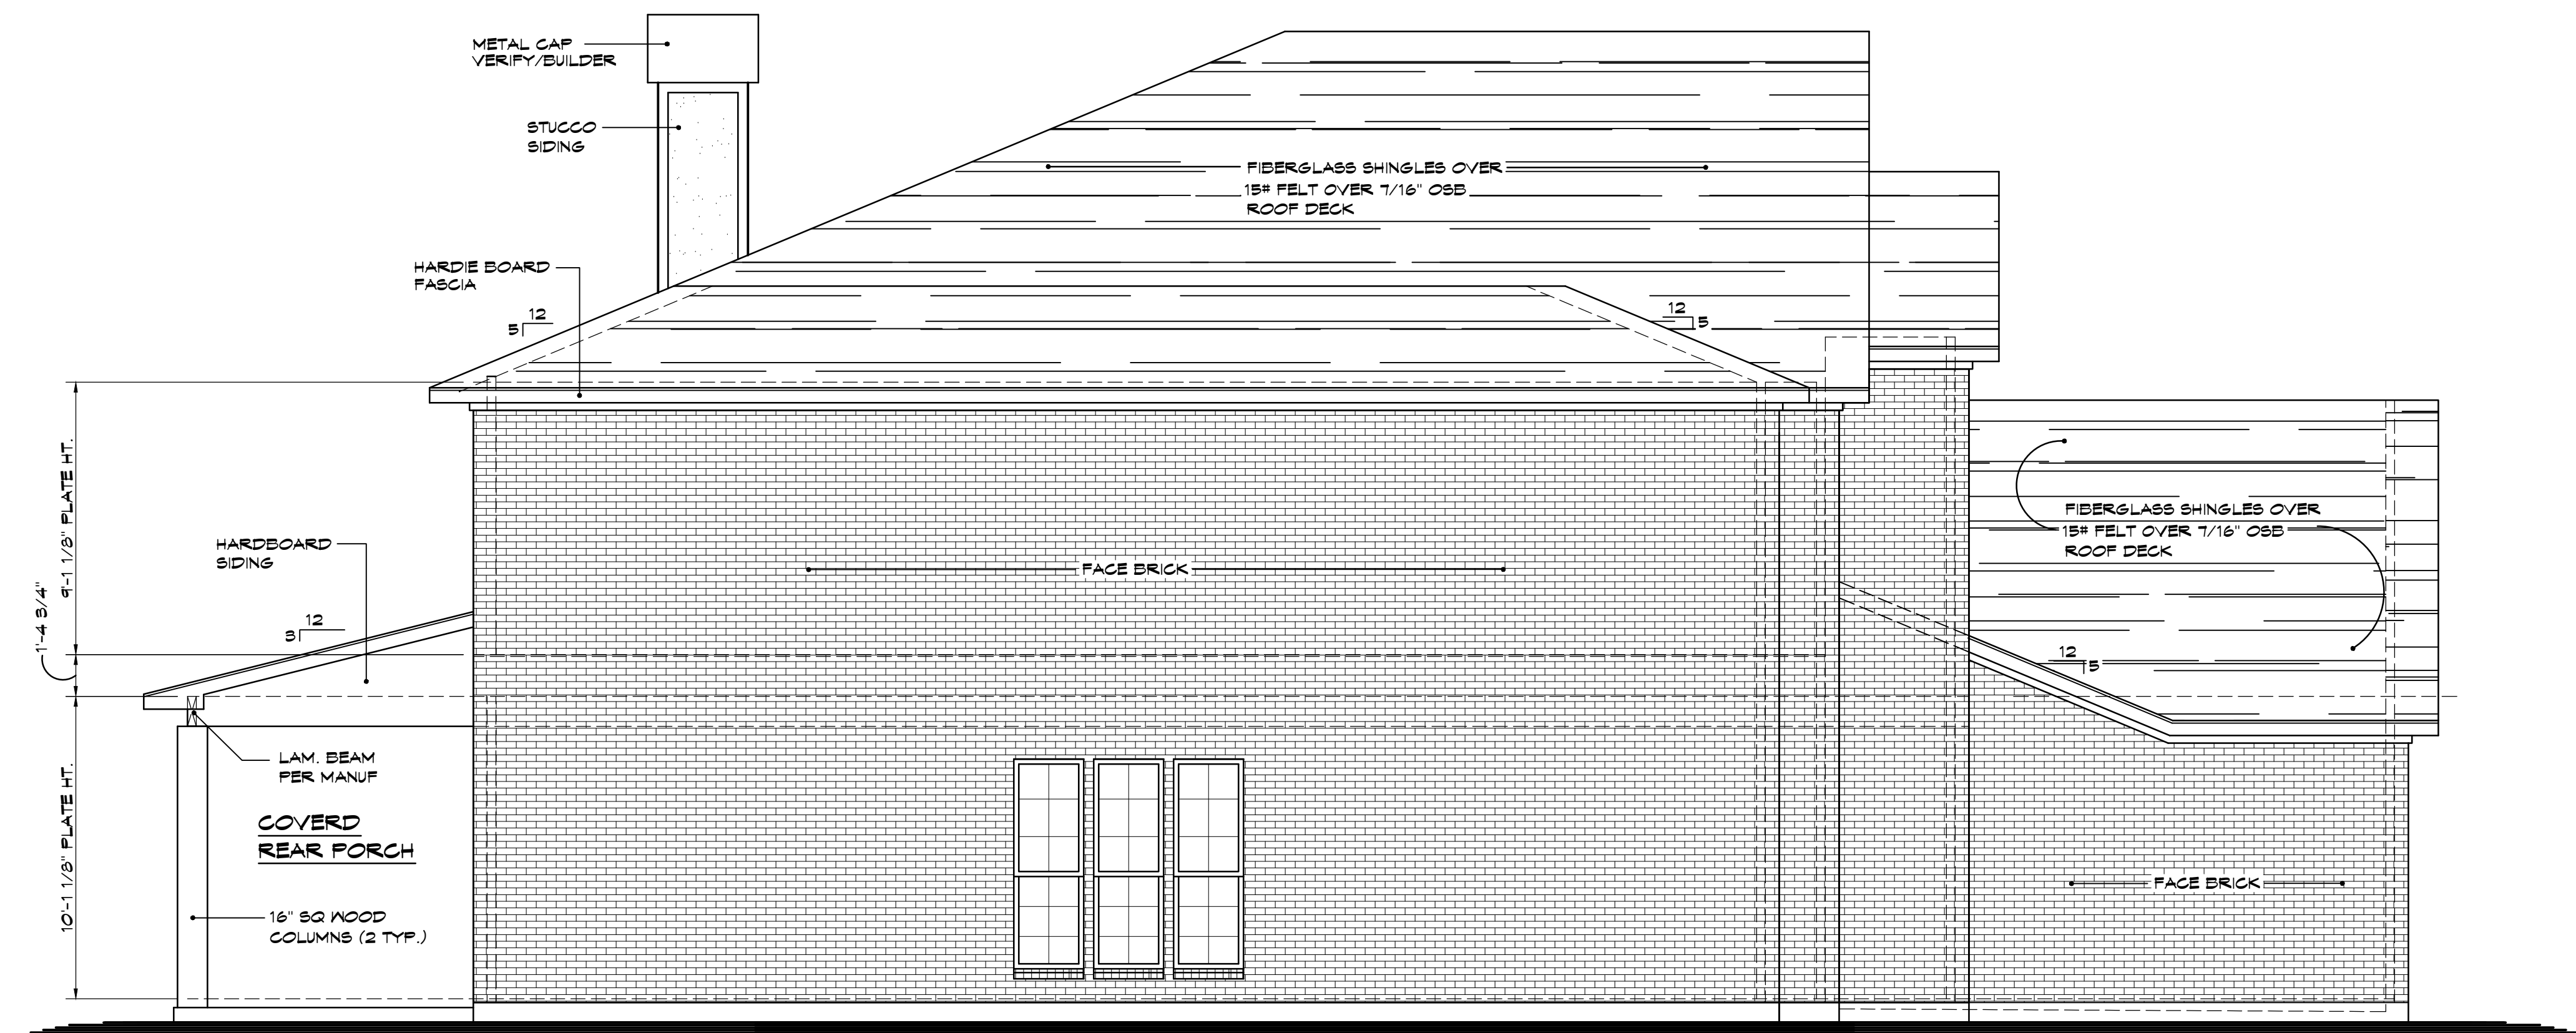 METAL CAP
VERIFY/BUILDER
STUCCO
SIDING
FIBERGLASS SHINGLES OVER
15# FELT OVER 7/16" OSB
ROOF DECK
HARDIE BOARD
FASCIA
12
5
12
5
9'-1 1/8" PLATE HT.
1'-4 3/4"
10'-1 1/8" PLATE HT.
HARDBOARD
SIDING
12
3
FACE BRICK
FIBERGLASS SHINGLES OVER
15# FELT OVER 7/16" OSB
ROOF DECK
12
5
LAM. BEAM
PER MANUF
COVERD
REAR PORCH
16" SQ WOOD
COLUMNS (2 TYP.)
FACE BRICK